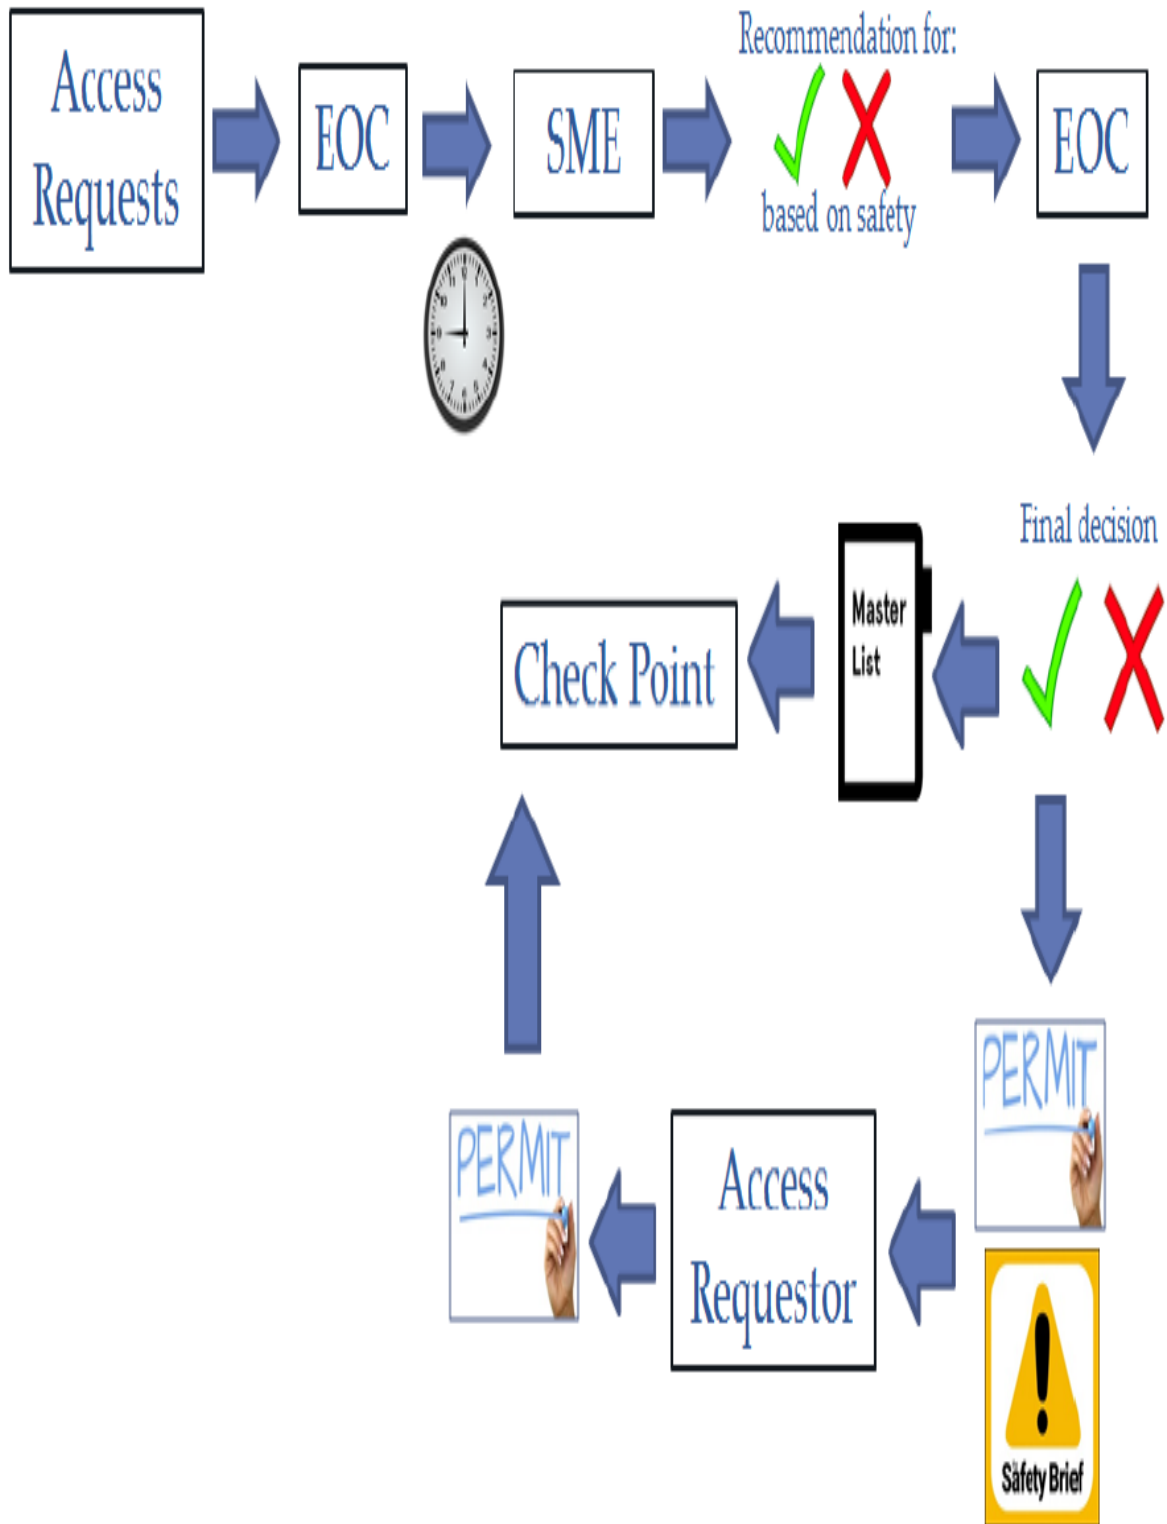 Access
Requests
EOC
SME
Recommendation for:
based on safety
EOC
Final decision
Master
List
Check Point
PERMIT
Access
Requestor
PERMIT
Safety Brief